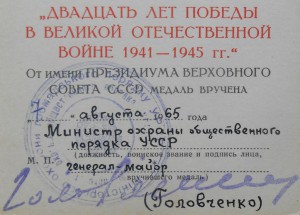 „ДВАДЦАТЬ ЛЕТ ПОБЕДЫ
В ВЕЛИКОЙ ОТЕЧЕСТВЕННОЙ
ВОЙНЕ 1941—1945 гг.“
От имени ПРЕЗИДИУМА ВЕРХОВНОГО
СОВЕТА СССР МЕДАЛЬ ВРУЧЕНА
7 августа 1965 года
Министр охраны общественного
порядка УССР
(должность, воинское звание и подпись лица,
М. П. генерал-майор
вручившего медаль)
(Головченко)